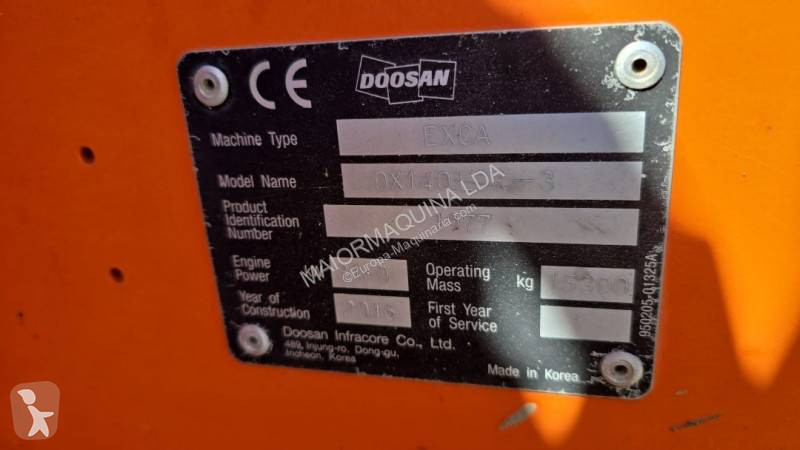 CE DOOSAN
Machine Type EXCA
Model Name
Product
Identification
Number
Engine
Power
Operating
Mass kg 15300
Year of
Construction
First Year
of Service
Doosan Infracore Co., Ltd.
489, Injung-ro, Dong-gu,
Incheon, Korea
Made in Korea
950205-01325A
MAIORMAQUINA LDA
©Europa-Maquinaria.com